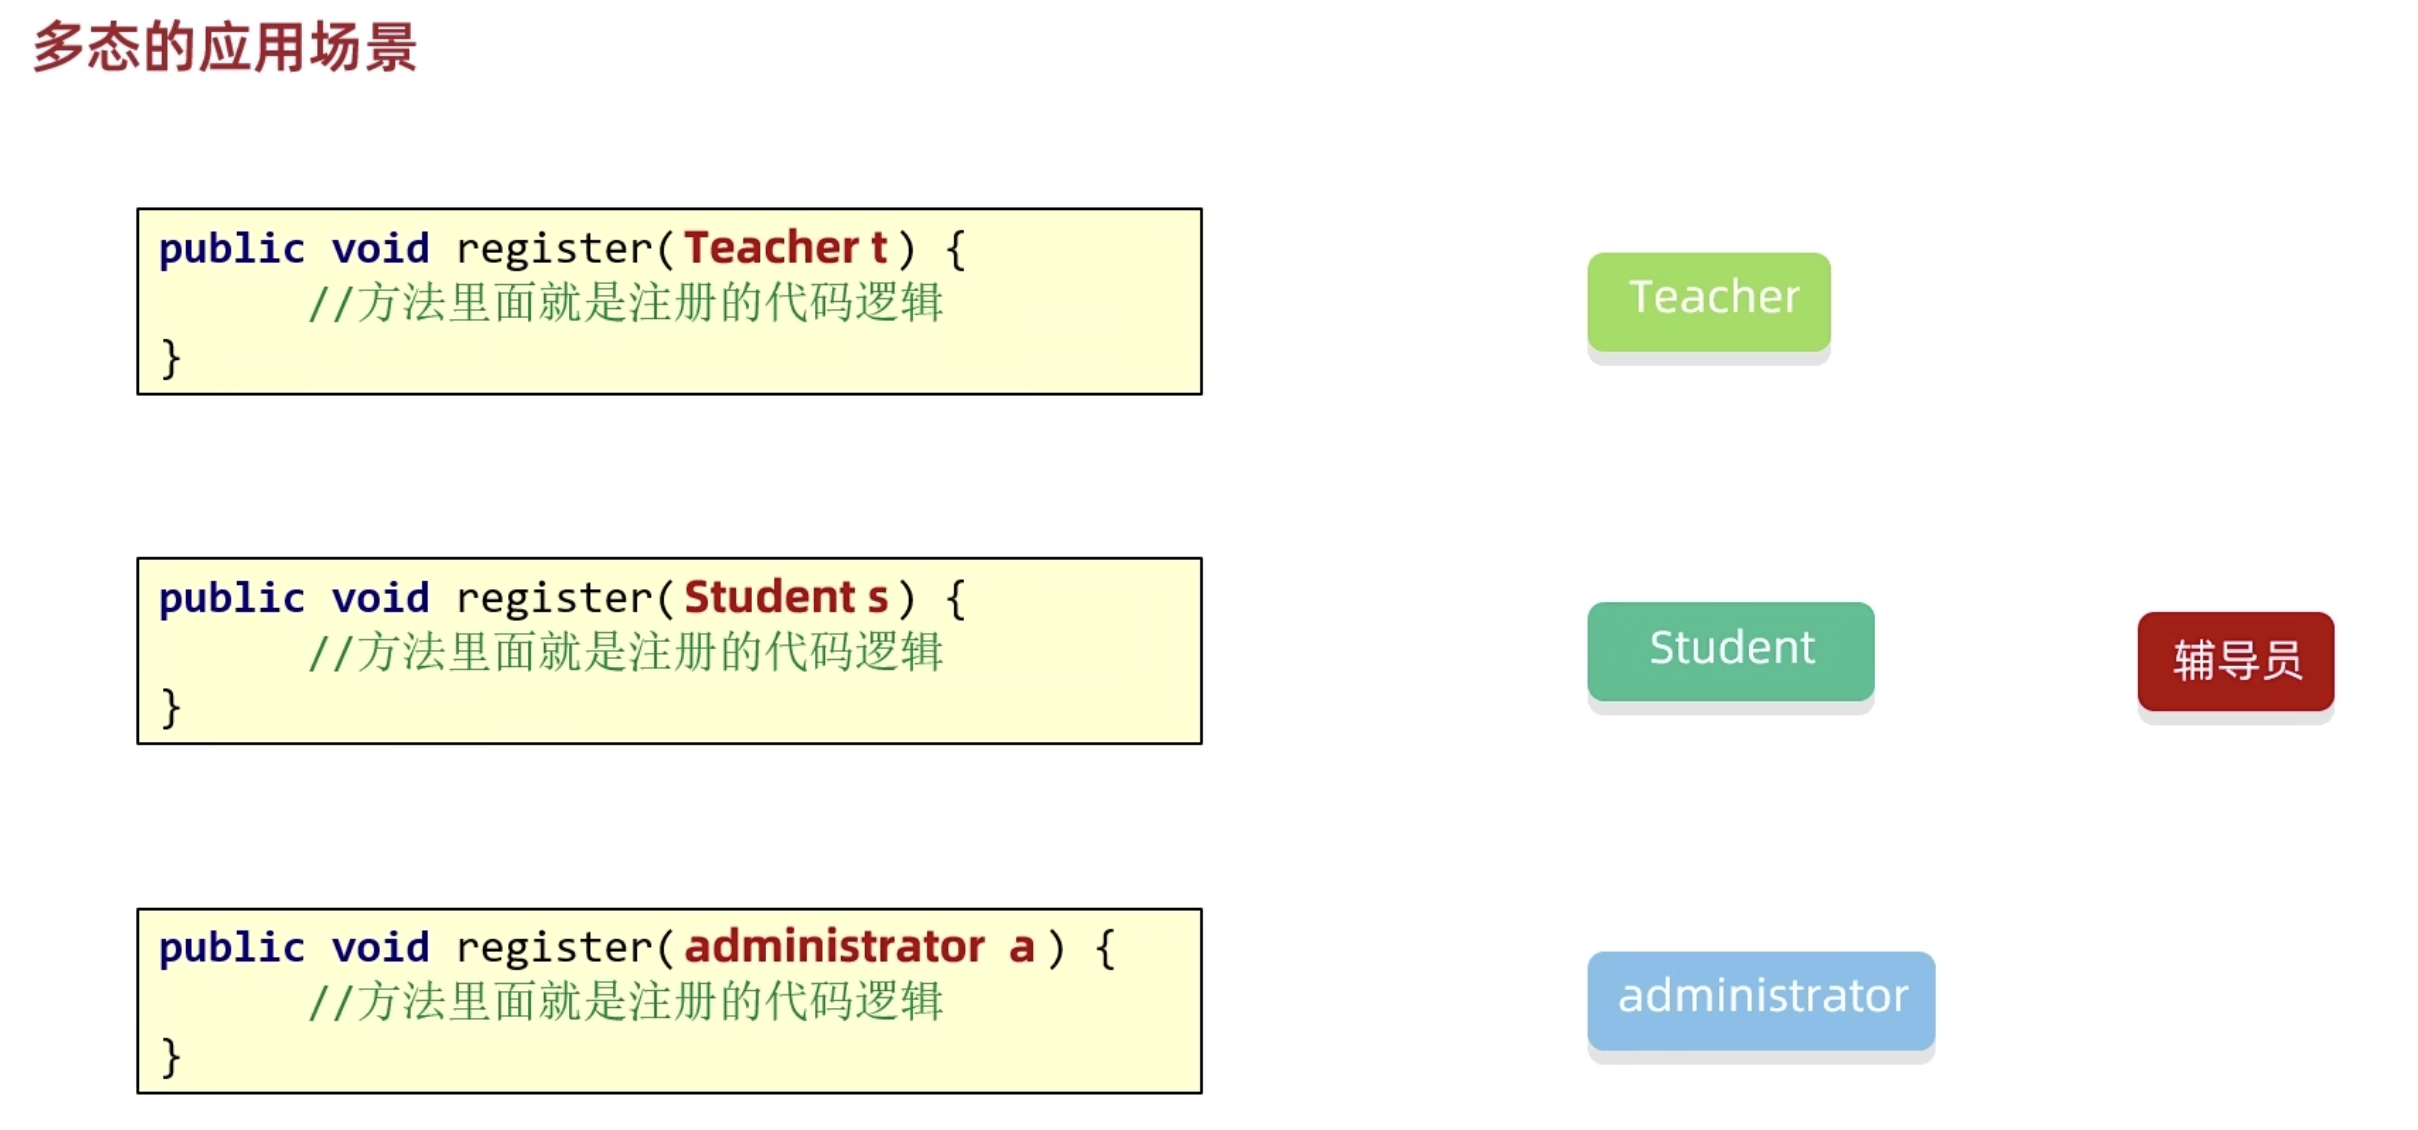 多态的应用场景
public void register(Teacher t) {
//方法里面就是注册的代码逻辑
}
Teacher
public void register(Student s) {
//方法里面就是注册的代码逻辑
}
Student
辅导员
public void register(administrator a) {
//方法里面就是注册的代码逻辑
}
administrator